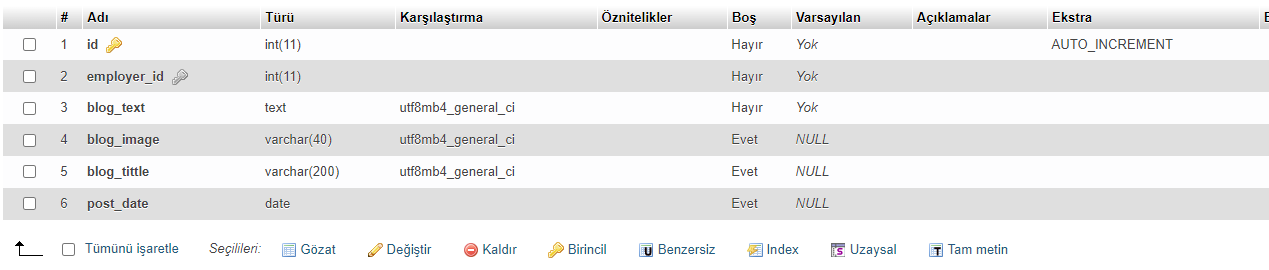 # Adı Türü Karşılaştırma Öznitelikler Boş Varsayılan Açıklamalar Ekstra
1 id int(11) Hayır Yok AUTO_INCREMENT
2 employer_id int(11) Hayır Yok
3 blog_text text utf8mb4_general_ci Hayır Yok
4 blog_image varchar(40) utf8mb4_general_ci Evet NULL
5 blog_tittle varchar(200) utf8mb4_general_ci Evet NULL
6 post_date date Evet NULL
Tümünü işaretle Seçilileri: Gözat Değiştir Kaldır Birincil Benzersiz Index Uzaysal Tam metin